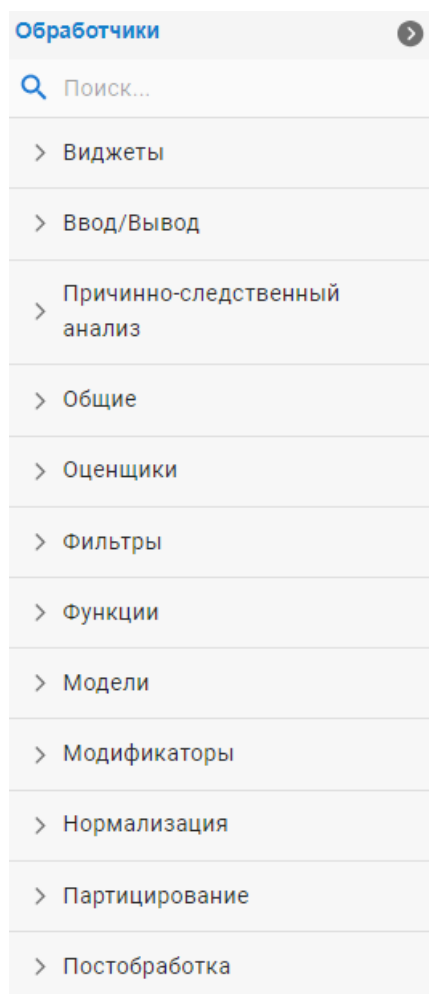 Обработчики
Поиск...
Виджеты
Ввод/Вывод
Причинно-следственный
анализ
Общие
Оценщики
Фильтры
Функции
Модели
Модификаторы
Нормализация
Партицирование
Постобработка